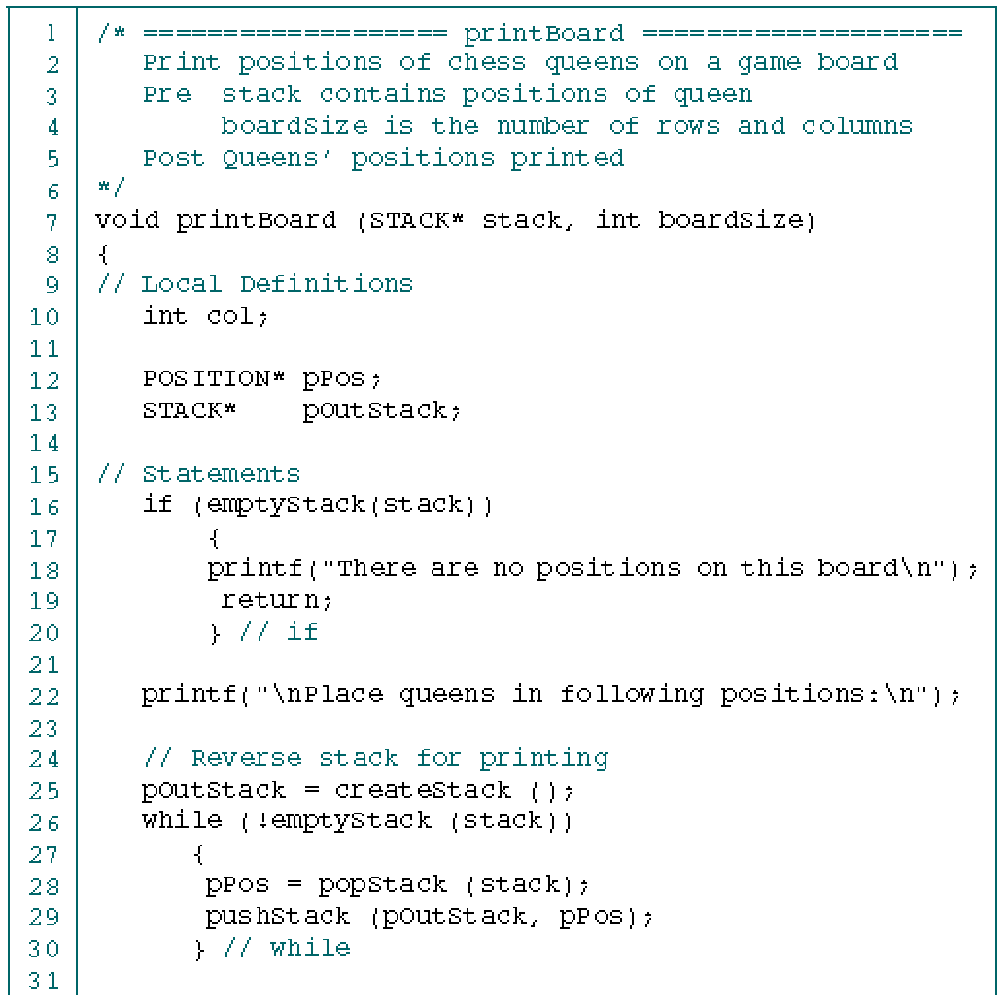 1 /* =================== printBoard ====================
2 Print positions of chess queens on a game board
3 Pre  stack contains positions of queen
4 boardSize is the number of rows and columns
5 Post Queens' positions printed
6 */
7 void printBoard (STACK* stack, int boardSize)
8 {
9 // Local Definitions
10 int col;
11
12 POSITION* pPos;
13 STACK*    pOutStack;
14
15 // Statements
16 if (emptyStack(stack))
17 {
18 printf("There are no positions on this board\n");
19 return;
20 } // if
21
22 printf("\nPlace queens in following positions:\n");
23
24 // Reverse stack for printing
25 pOutStack = createStack ();
26 while (!emptyStack (stack))
27 {
28 pPos = popStack (stack);
29 pushStack (pOutStack, pPos);
30 } // while
31